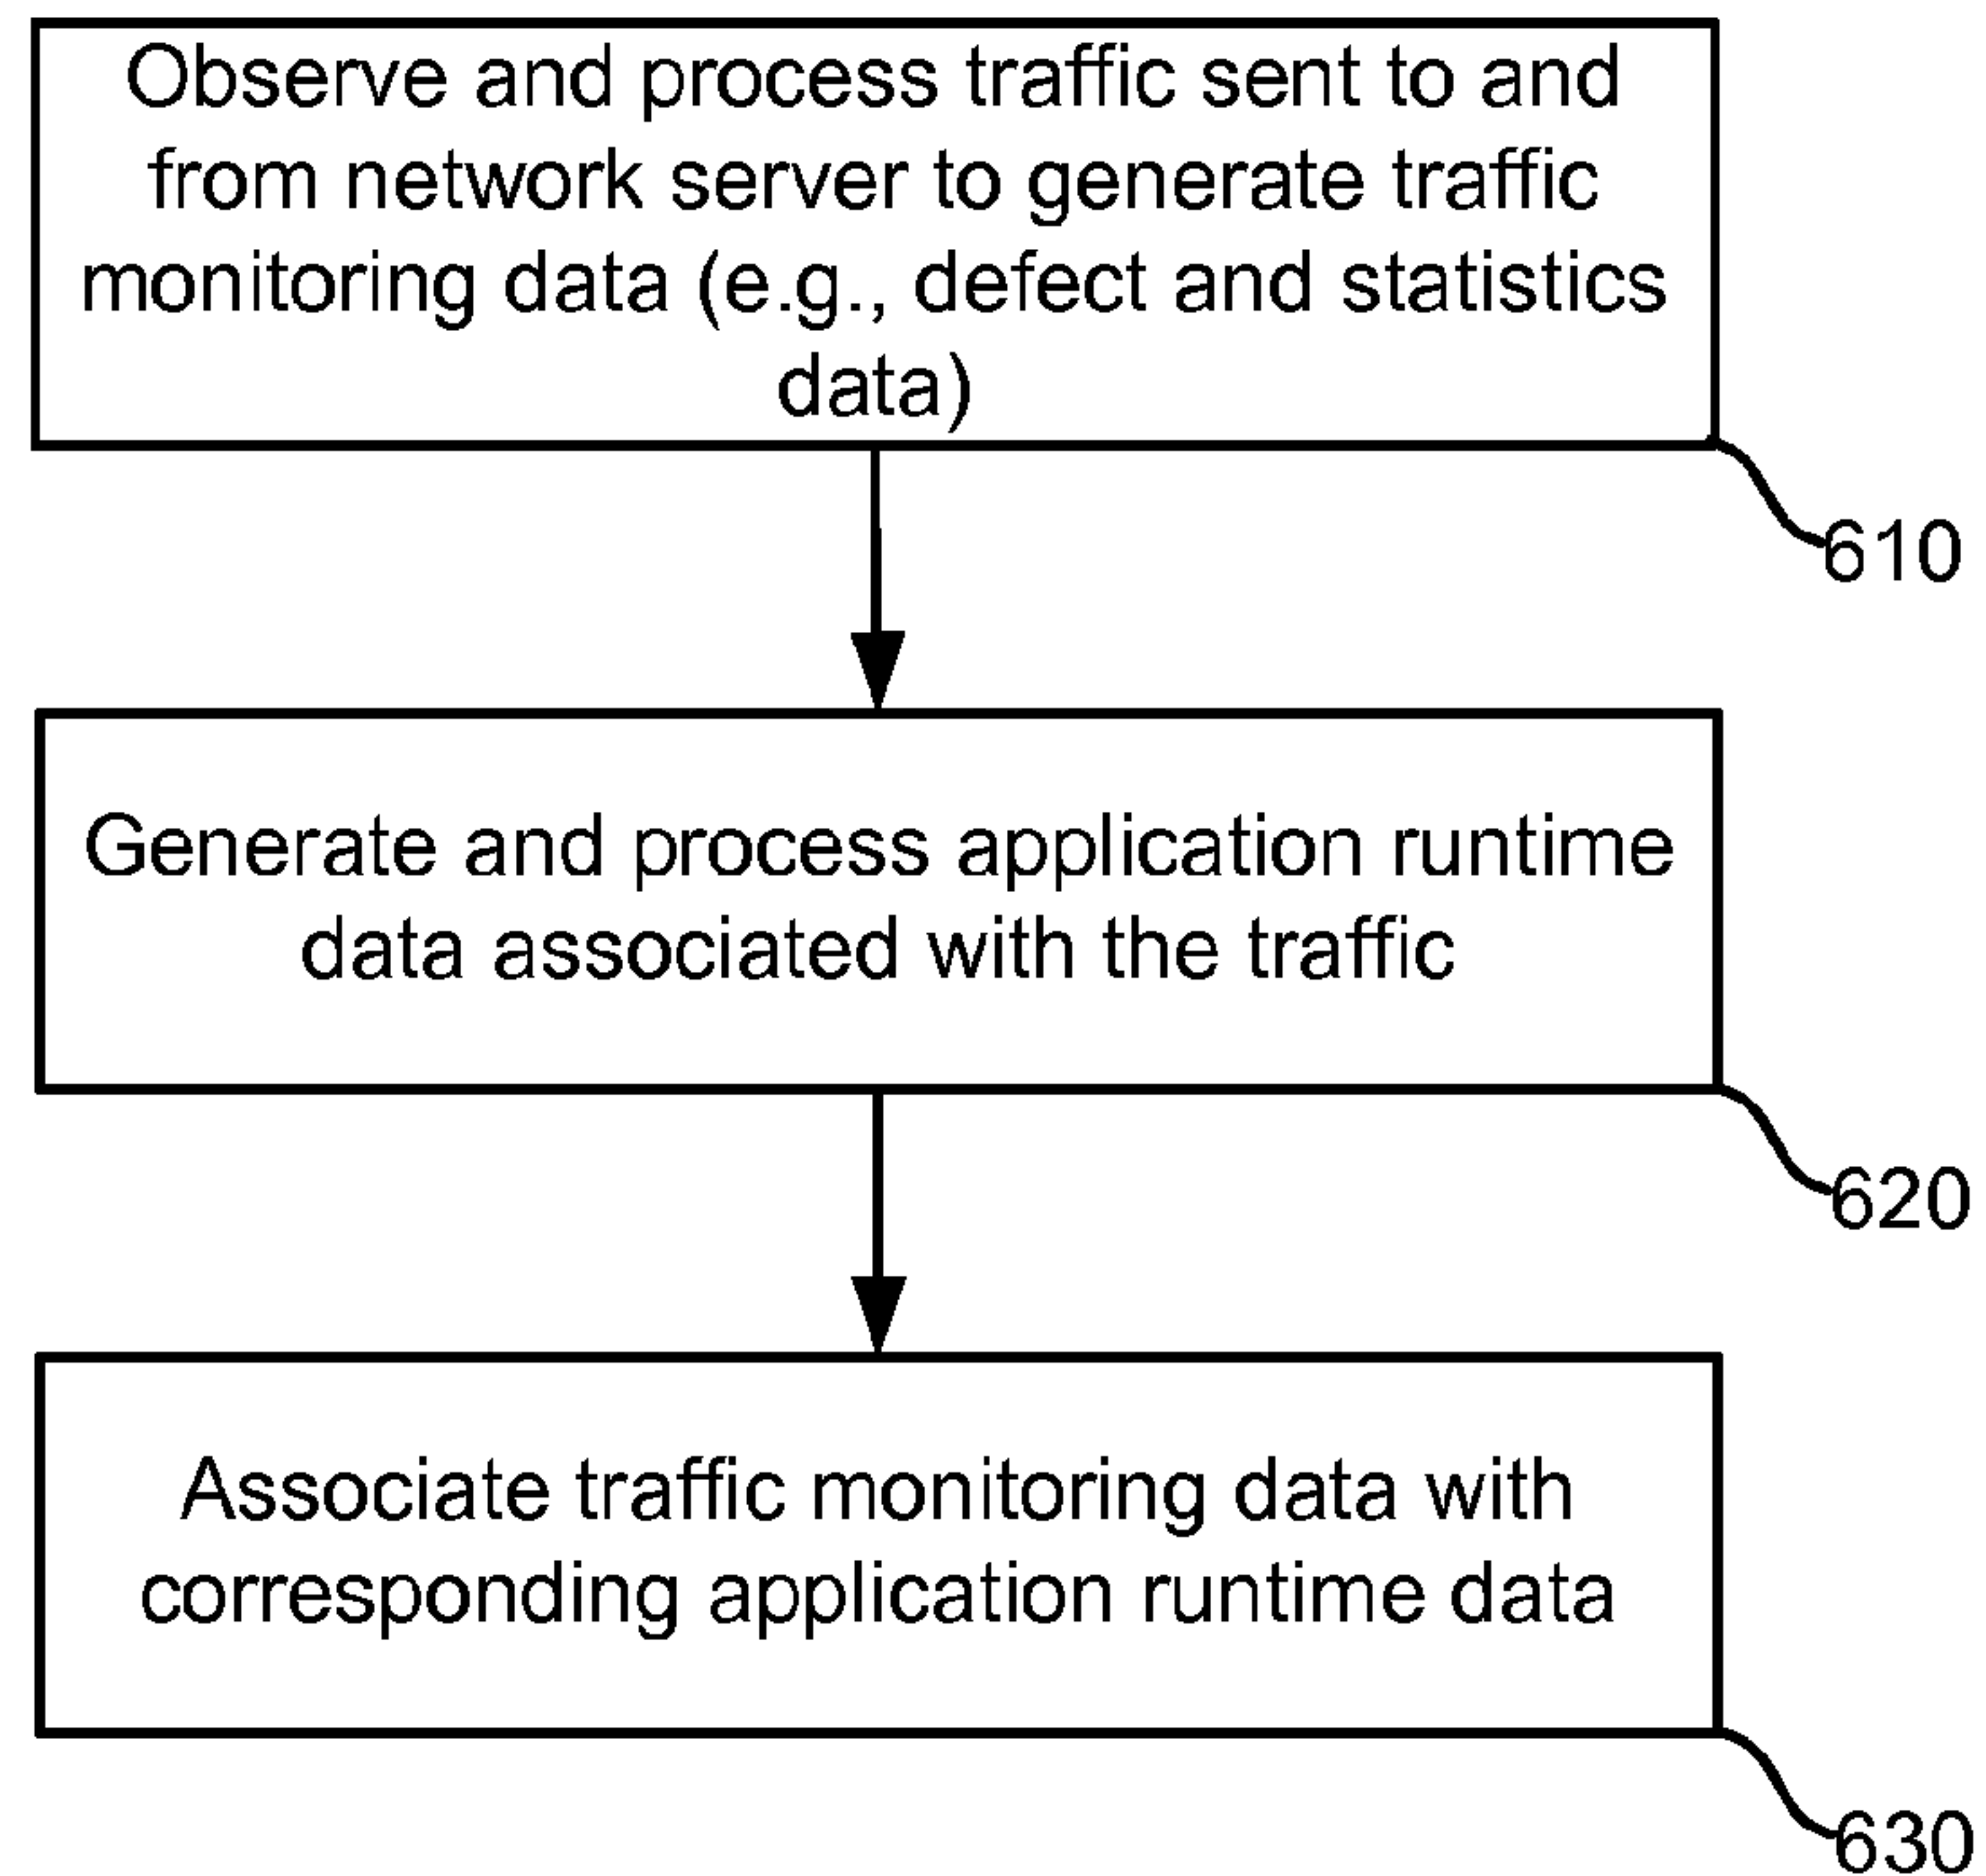 Observe and process traffic sent to and
from network server to generate traffic
monitoring data (e.g., defect and statistics
data)
610
Generate and process application runtime
data associated with the traffic
620
Associate traffic monitoring data with
corresponding application runtime data
630